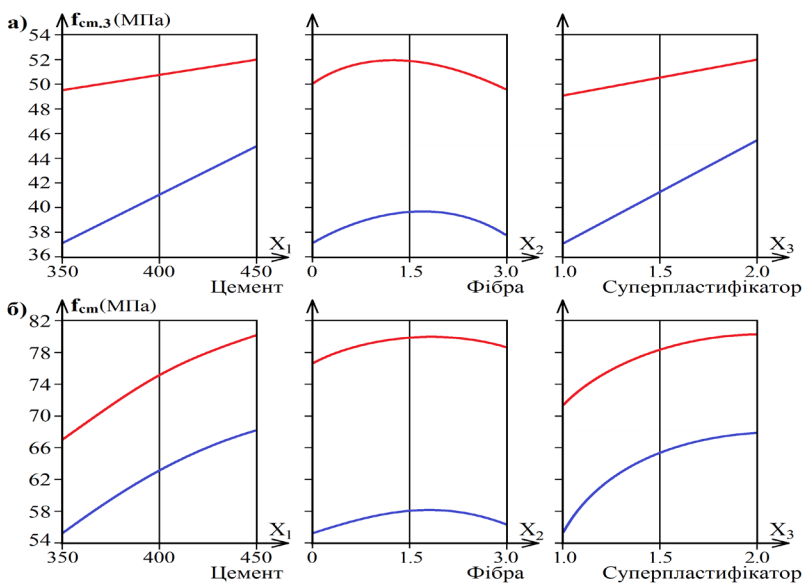 а) fcm.3 (МПа)
54
52
50
48
46
44
42
40
38
36
X1 X2 X3
350 400 450 0 1.5 3.0 1.0 1.5 2.0
Цемент Фібра Суперпластифікатор
б) fcm(МПа)
82
78
74
70
66
62
58
54
X1 X2 X3
350 400 450 0 1.5 3.0 1.0 1.5 2.0
Цемент Фібра Суперпластифікатор